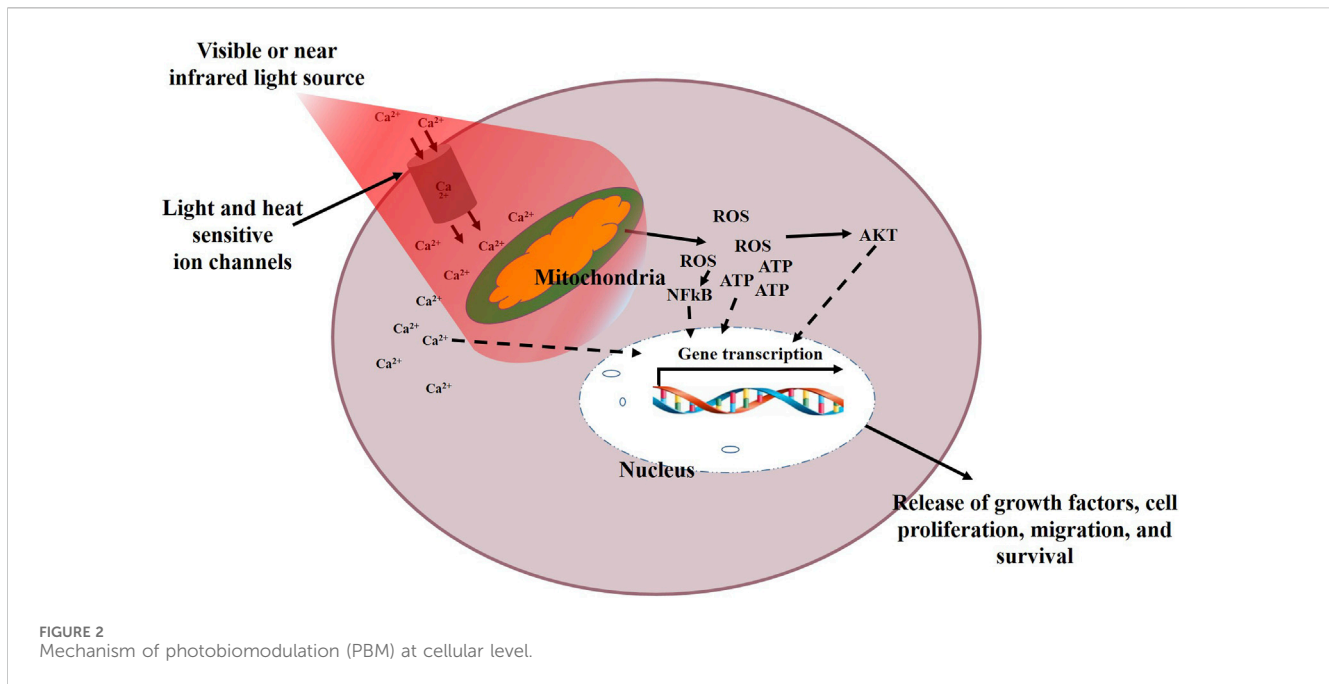 Visible or near
infrared light source
Ca²⁺
Ca²⁺
Ca
2+
Light and heat
sensitive
ion channels
Ca²⁺
Ca²⁺
Ca²⁺
Ca²⁺
Ca²⁺
Ca²⁺
Ca²⁺
Ca²⁺
Ca²⁺
Mitochondria
ROS
ROS
ROS
AKT
ATP
ATP
ATP
NFkB
Gene transcription
Nucleus
Release of growth factors, cell
proliferation, migration, and
survival
FIGURE 2
Mechanism of photobiomodulation (PBM) at cellular level.